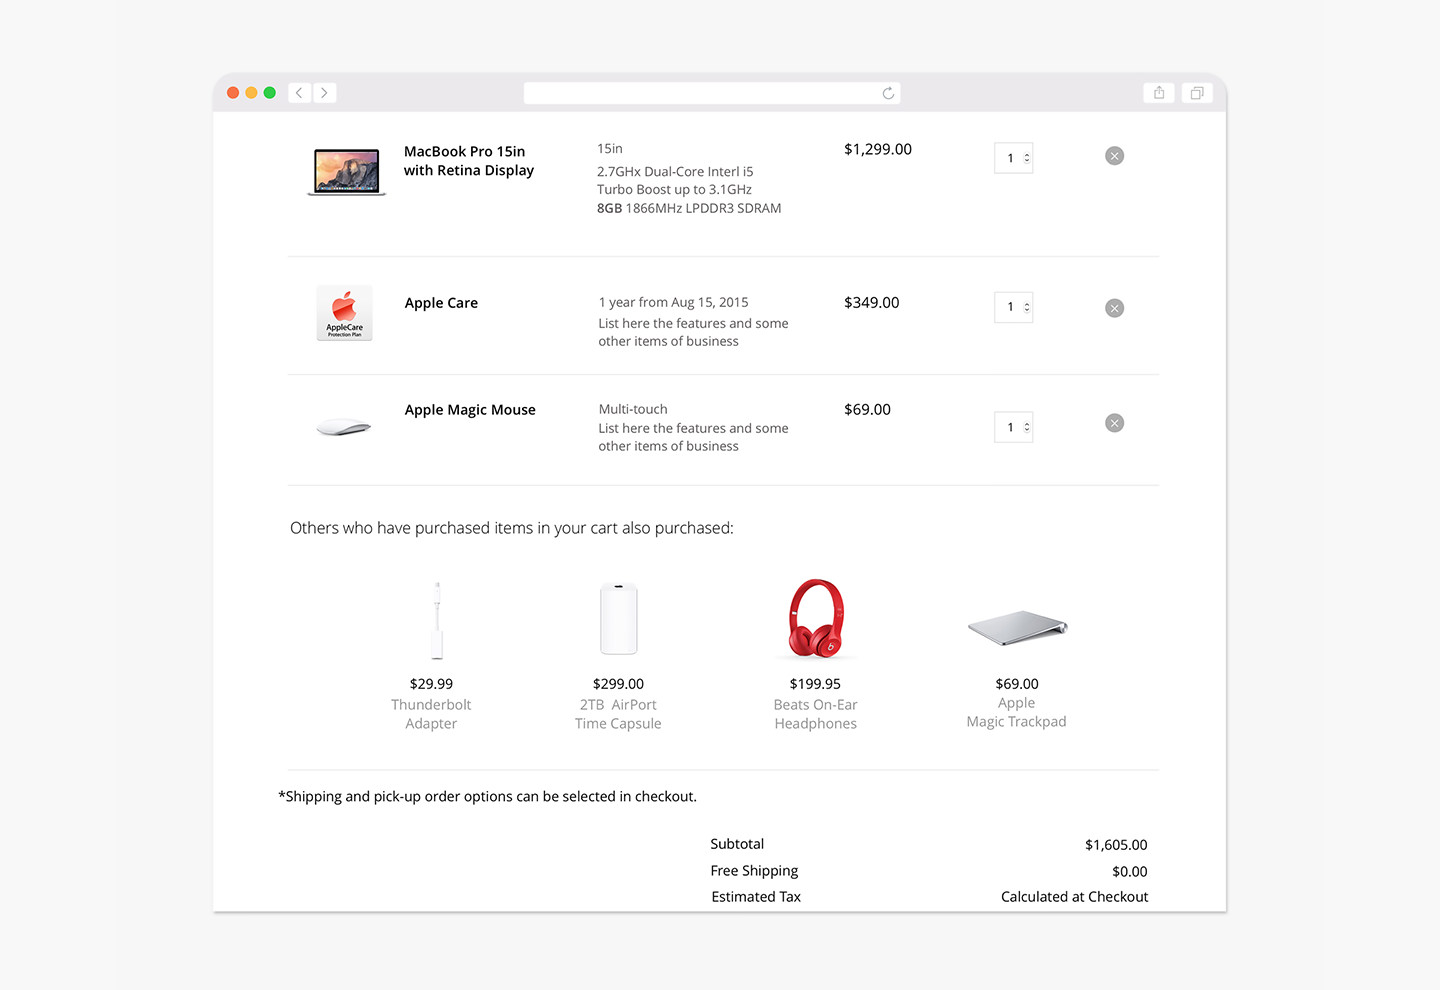 MacBook Pro 15in
with Retina Display
15in
2.7GHx Dual-Core Interl i5
Turbo Boost up to 3.1GHz
8GB 1866MHz LPDDR3 SDRAM
$1,299.00
1
AppleCare
Protection Plan
Apple Care
1 year from Aug 15, 2015
List here the features and some
other items of business
$349.00
1
Apple Magic Mouse
Multi-touch
List here the features and some
other items of business
$69.00
1
Others who have purchased items in your cart also purchased:
$29.99
Thunderbolt
Adapter
$299.00
2TB AirPort
Time Capsule
b
$199.95
Beats On-Ear
Headphones
$69.00
Apple
Magic Trackpad
*Shipping and pick-up order options can be selected in checkout.
Subtotal $1,605.00
Free Shipping $0.00
Estimated Tax Calculated at Checkout